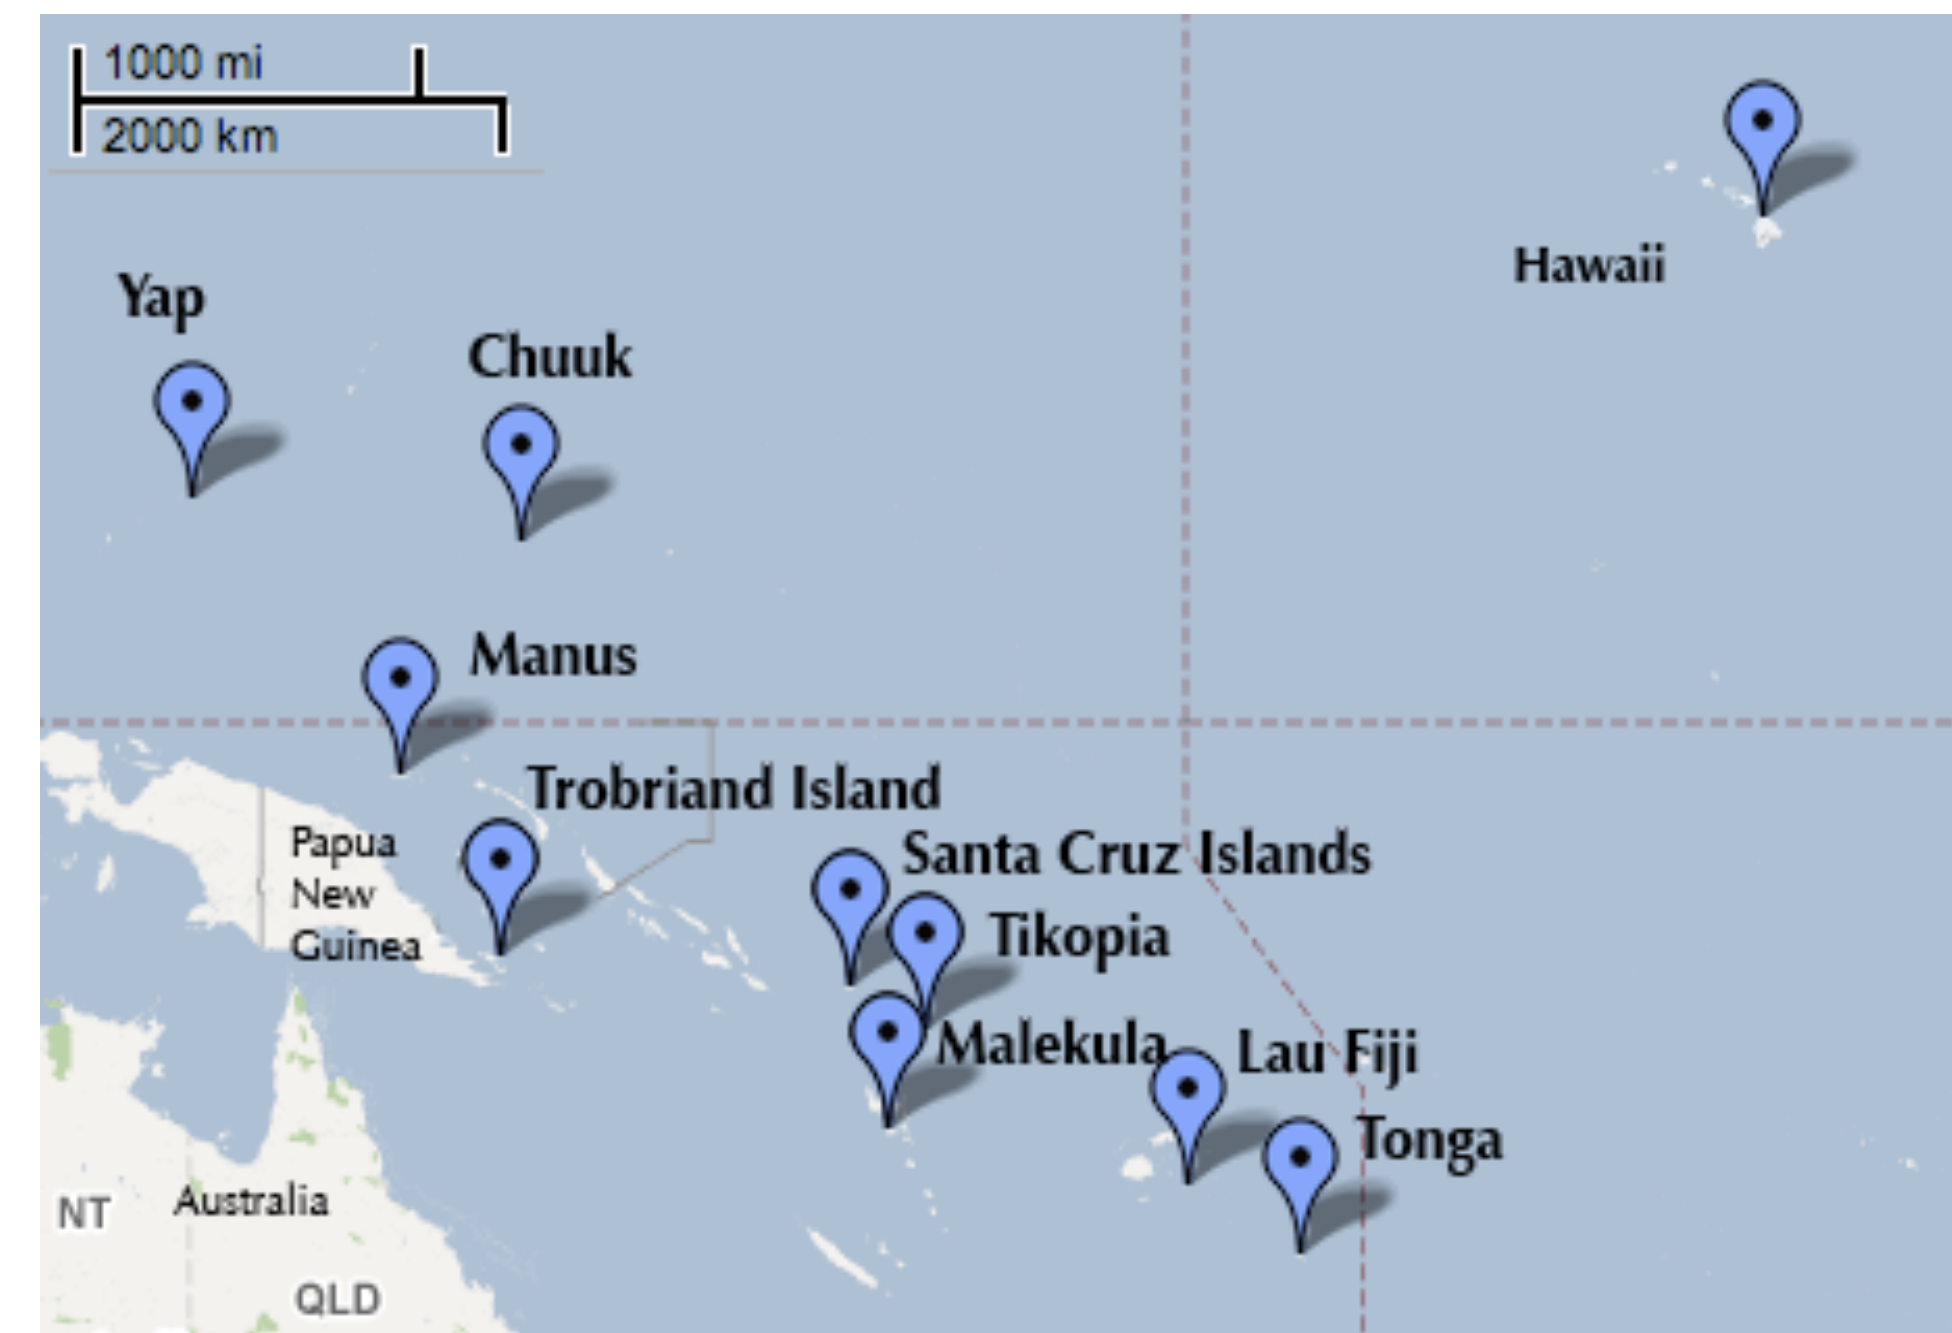 1000 mi
2000 km
Hawaii
Yap
Chuuk
Manus
Trobriand Island
Papua
New
Guinea
Santa Cruz Islands
Tikopia
Malekula
Lau Fiji
Tonga
NT
Australia
QLD